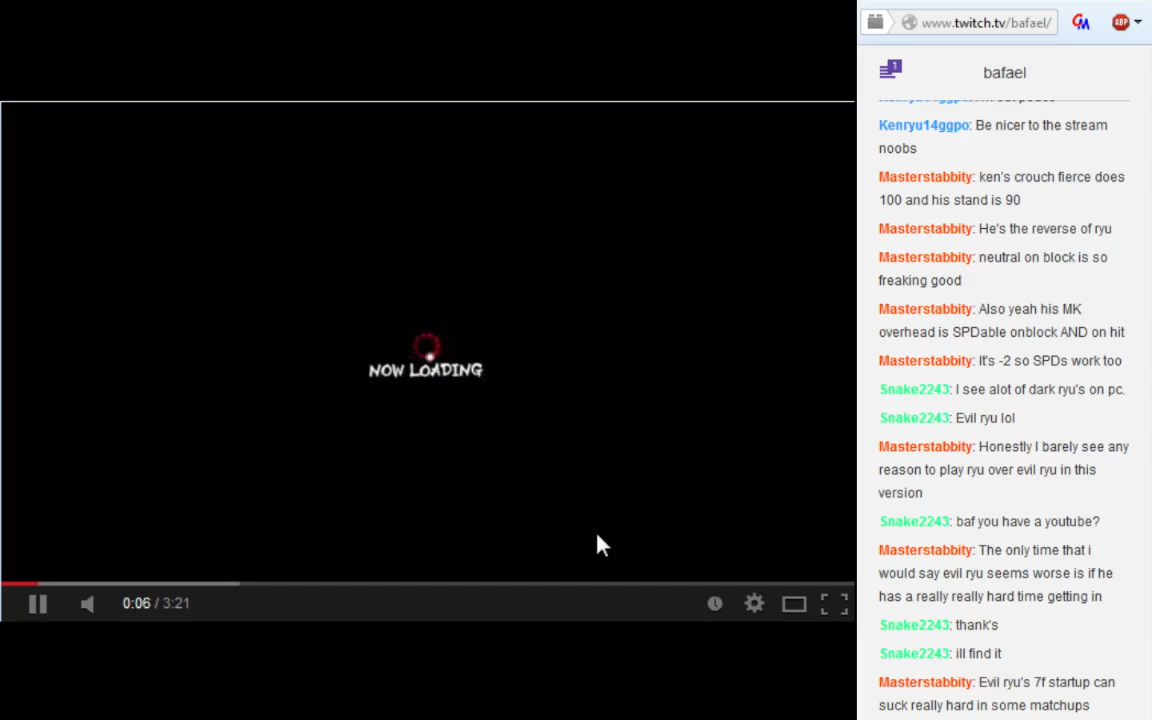 www.twitch.tv/bafael/
GM
ABP
1
bafael
Kenryu14ggpo: Be nicer to the stream
noobs
Masterstabbity: ken's crouch fierce does
100 and his stand is 90
Masterstabbity: He's the reverse of ryu
Masterstabbity: neutral on block is so
freaking good
Masterstabbity: Also yeah his MK
overhead is SPDable onblock AND on hit
Masterstabbity: It's -2 so SPDs work too
Snake2243: I see alot of dark ryu's on pc.
Snake2243: Evil ryu lol
Masterstabbity: Honestly I barely see any
reason to play ryu over evil ryu in this
version
Snake2243: baf you have a youtube?
Masterstabbity: The only time that i
would say evil ryu seems worse is if he
has a really really hard time getting in
Snake2243: thank's
Snake2243: ill find it
Masterstabbity: Evil ryu's 7f startup can
suck really hard in some matchups
NOW LOADING
0:06 / 3:21